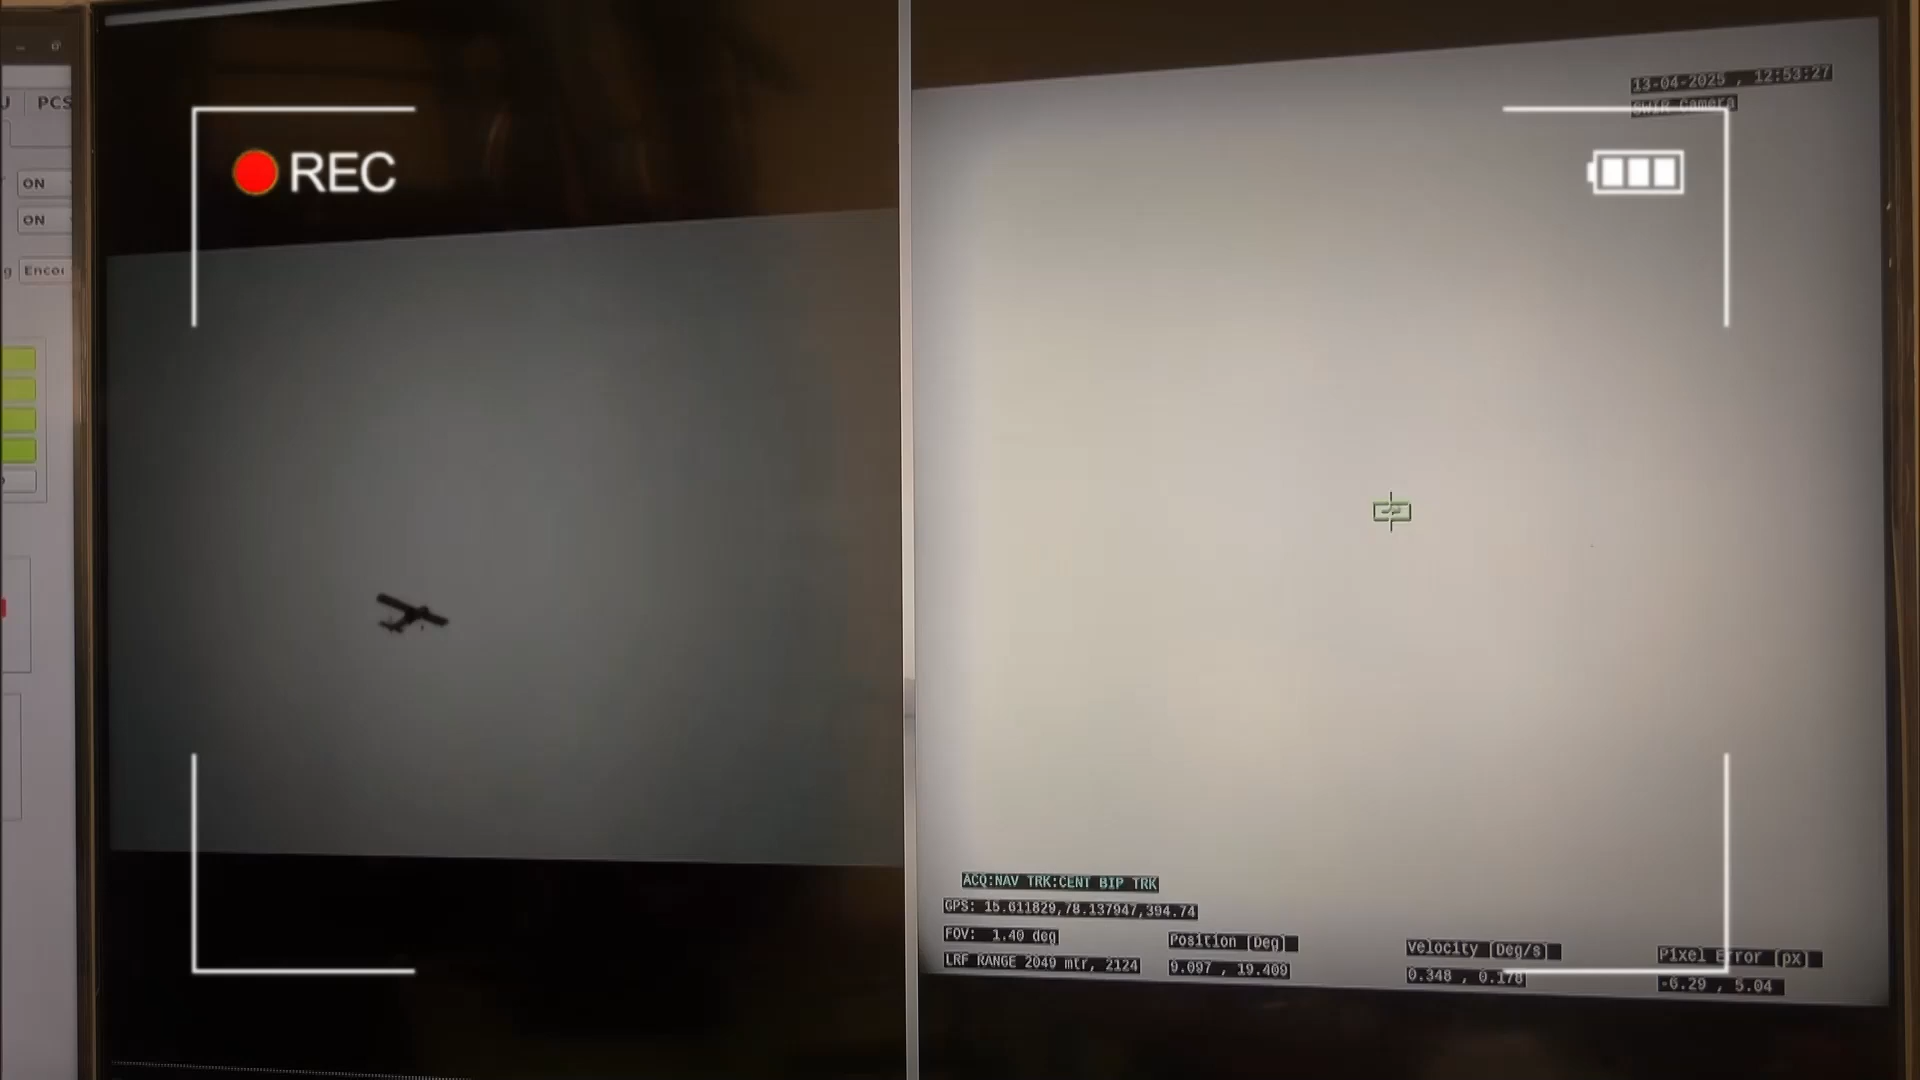 PCS
ON
ON
REC
13-04-2025 , 12:53:27
SWIR Camera
ACQ:NAV TRK:CENT BIP TRK
GPS: 15.611829,78.137947,394.74
FOV: 1.40 deg
LRF RANGE 2049 mtr, 2124
Position [Deg]
9.097 , 19.409
Velocity [Deg/s]
0.348 , 0.178
Pixel Error [px]
-6.29 , 5.04